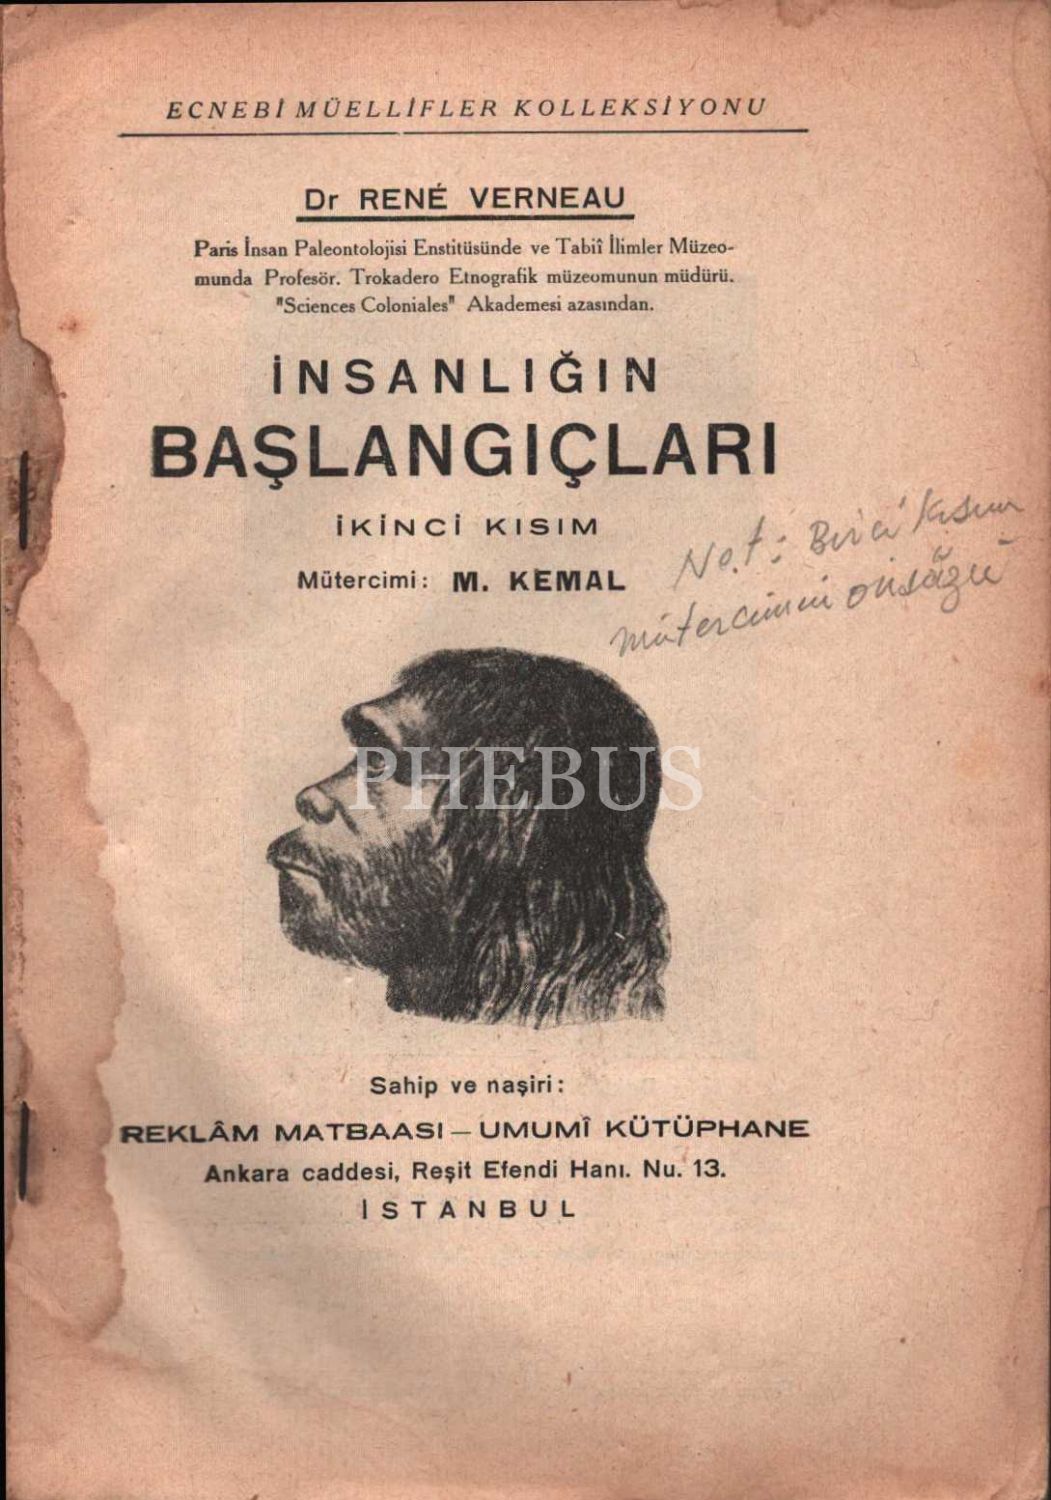 ECNEBİ MÜELLİFLER KOLLEKSİYONU
Dr RENÉ VERNEAU
Paris İnsan Paleontolojisi Enstitüsünde ve Tabiî İlimler Müzeo-
munda Profesör. Trokadero Etnografik müzeomunun müdürü.
"Sciences Coloniales" Akademesi azasından.
İNSANLIĞIN
BAŞLANGIÇLARI
İKİNCİ KISIM
Mütercimi: M. KEMAL
Not: Birci kısım
mütercimin önsözü
PHEBUS
Sahip ve naşiri:
REKLÂM MATBAASI — UMUMÎ KÜTÜPHANE
Ankara caddesi, Reşit Efendi Hanı. Nu. 13.
İSTANBUL